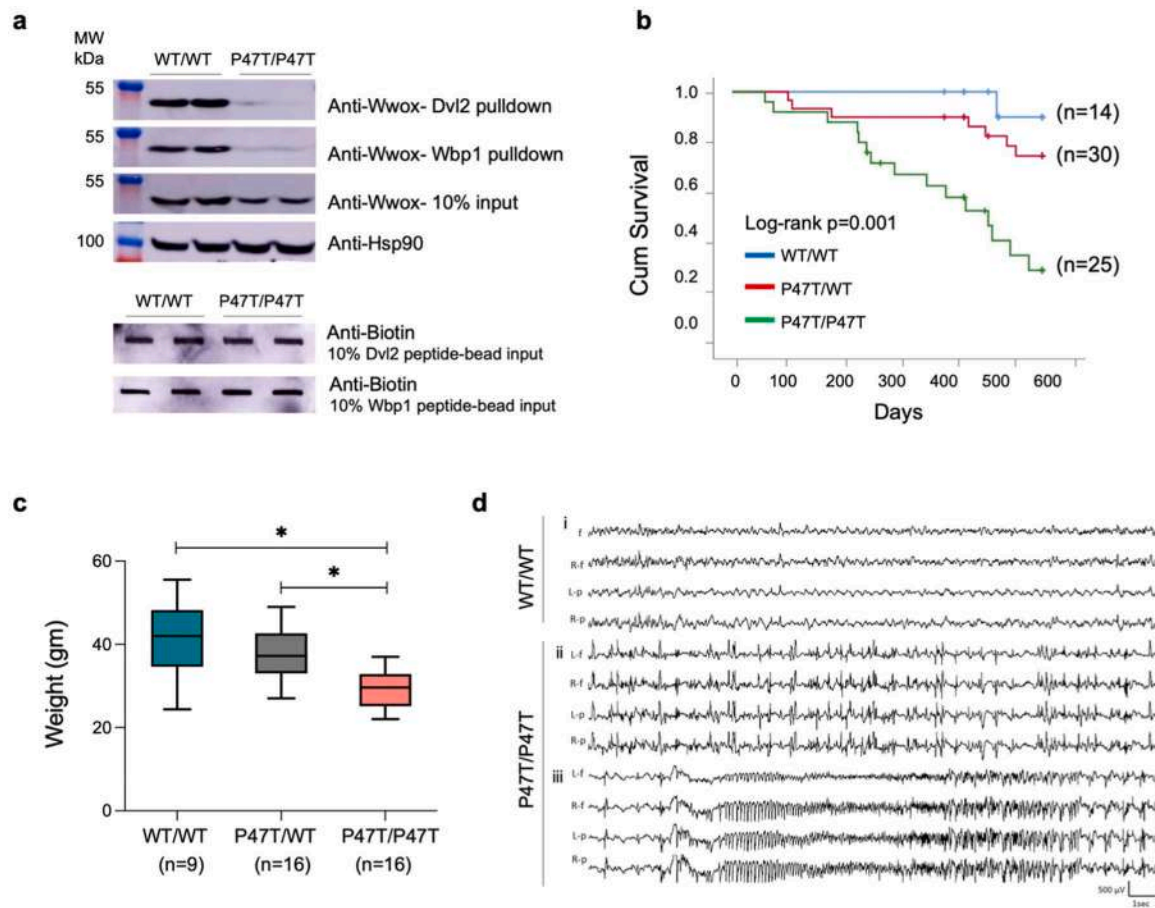 a
MW
kDa
WT/WT P47T/P47T
55
Anti-Wwox- Dvl2 pulldown
55
Anti-Wwox- Wbp1 pulldown
55
Anti-Wwox- 10% input
100
Anti-Hsp90
WT/WT P47T/P47T
Anti-Biotin
10% Dvl2 peptide-bead input
Anti-Biotin
10% Wbp1 peptide-bead input
b
Cum Survival
1.0
0.8
0.6
0.4
0.2
0.0
(n=14)
(n=30)
(n=25)
Log-rank p=0.001
WT/WT
P47T/WT
P47T/P47T
0 100 200 300 400 500 600
Days
c
Weight (gm)
60
40
20
0
*
*
WT/WT P47T/WT P47T/P47T
(n=9) (n=16) (n=16)
d
WT/WT
i
f
R-f
L-p
R-p
P47T/P47T
ii
L-f
R-f
L-p
R-p
iii
L-f
R-f
L-p
R-p
500 µV
1sec